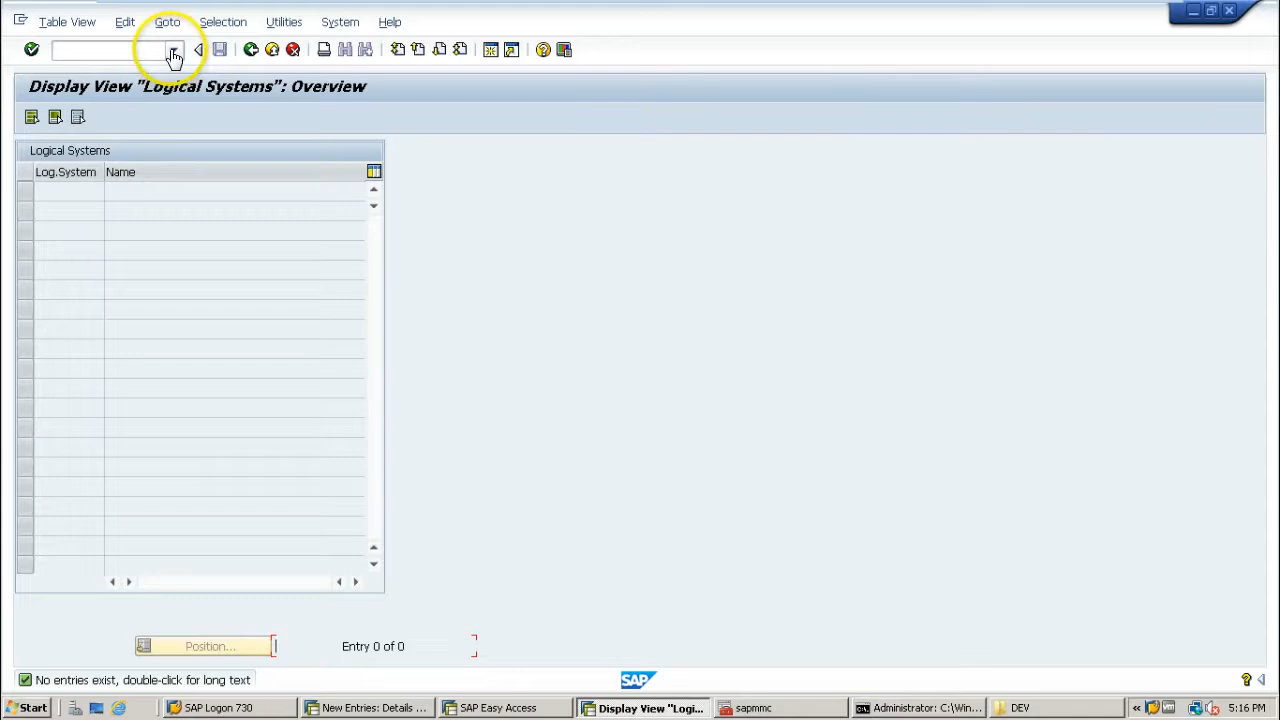 Table View Edit Goto Selection Utilities System Help
Display View "Logical Systems": Overview
Logical Systems
Log.System Name
Position... Entry 0 of 0
No entries exist, double-click for long text
SAP
Start SAP Logon 730 New Entries: Details ... SAP Easy Access Display View "Logi... sapmmc Administrator: C:\Win... DEV « 5:16 PM